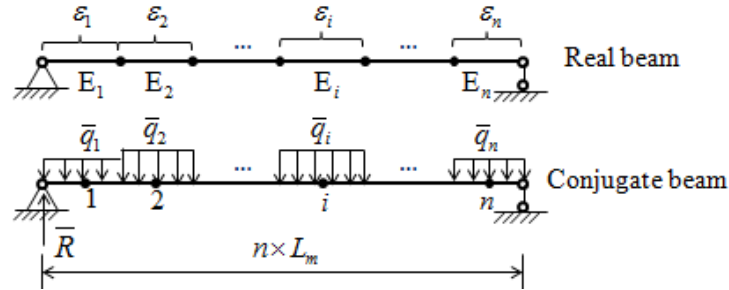 ε₁ ε₂ ... εᵢ ... εₙ
E₁ E₂ Eᵢ Eₙ Real beam
q̅₁ q̅₂ ... q̅ᵢ ... q̅ₙ
1 2 i n Conjugate beam
R̅ n×Lₘ